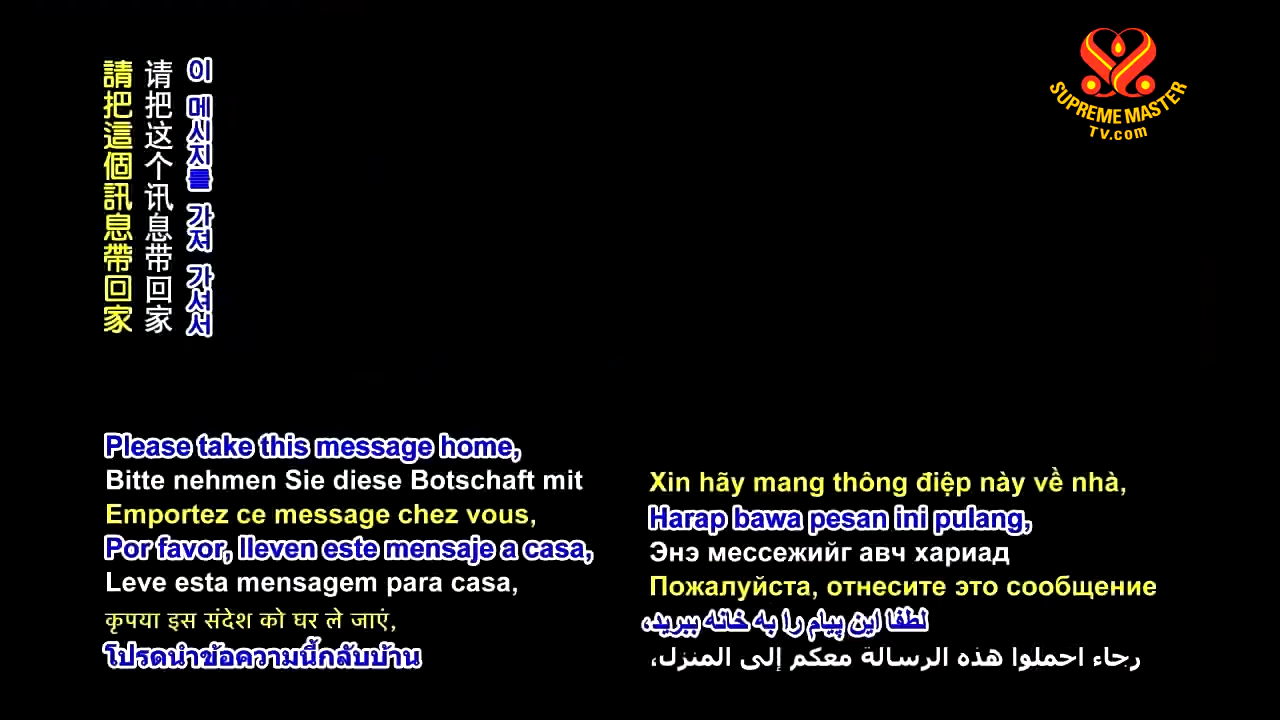 請把這個訊息帶回家
请把这个讯息带回家
이 메시지를 가져 가셔서
SUPREME MASTER
TV.com
Please take this message home,
Bitte nehmen Sie diese Botschaft mit
Emportez ce message chez vous,
Por favor, lleven este mensaje a casa,
Leve esta mensagem para casa,
कृपया इस संदेश को घर ले जाएं,
โปรดนำข้อความนี้กลับบ้าน
Xin hãy mang thông điệp này về nhà,
Harap bawa pesan ini pulang,
Энэ мессежийг авч хариад
Пожалуйста, отнесите это сообщение
لطفا این پیام را به خانه ببرید،
رجاء احملوا هذه الرسالة معكم إلى المنزل،